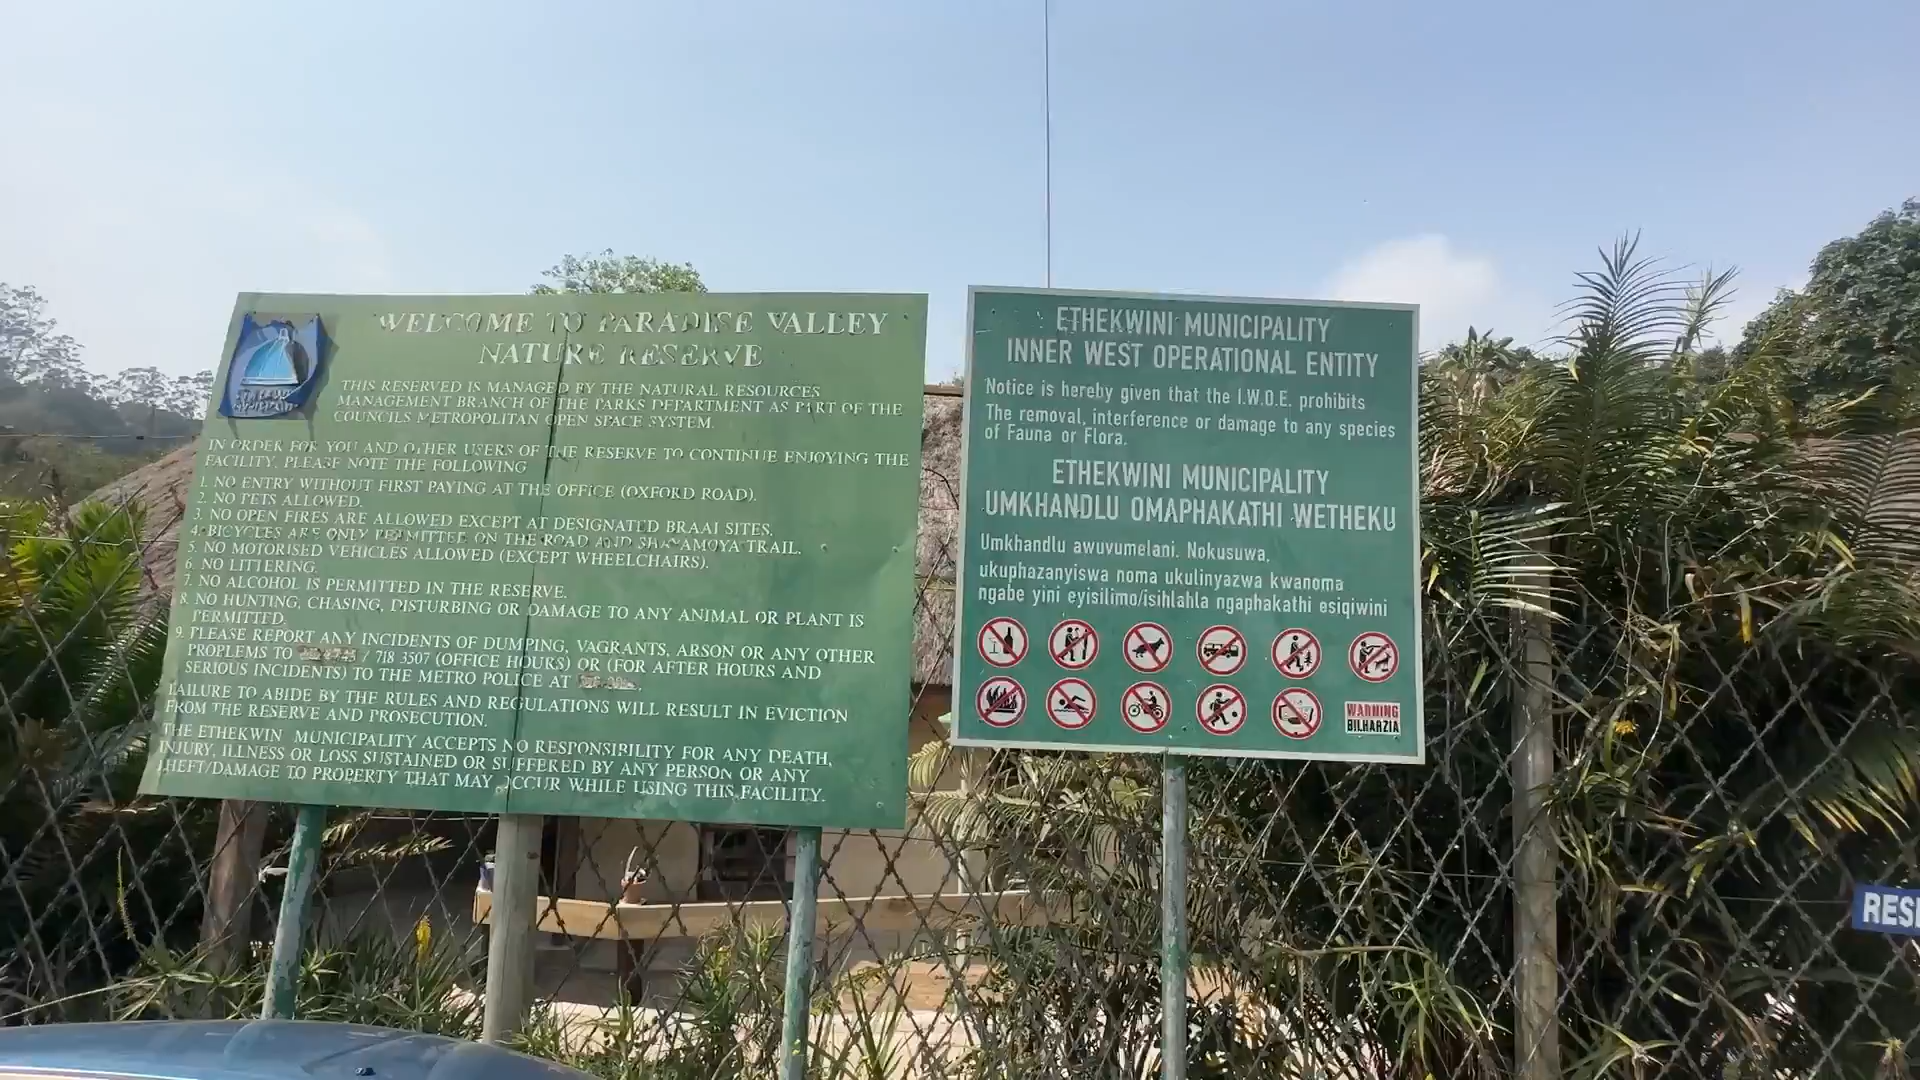 WELCOME TO PARADISE VALLEY
NATURE RESERVE
THIS RESERVED IS MANAGED BY THE NATURAL RESOURCES
MANAGEMENT BRANCH OF THE PARKS DEPARTMENT AS PART OF THE
COUNCILS METROPOLITAN OPEN SPACE SYSTEM.
IN ORDER FOR YOU AND OTHER USERS OF THE RESERVE TO CONTINUE ENJOYING THE
FACILITY, PLEASE NOTE THE FOLLOWING
1. NO ENTRY WITHOUT FIRST PAYING AT THE OFFICE (OXFORD ROAD).
2. NO PETS ALLOWED.
3. NO OPEN FIRES ARE ALLOWED EXCEPT AT DESIGNATED BRAAI SITES.
4. BICYCLES ARE ONLY PERMITTED ON THE ROAD AND SHAYAMOYA TRAIL.
5. NO MOTORISED VEHICLES ALLOWED (EXCEPT WHEELCHAIRS).
6. NO LITTERING.
7. NO ALCOHOL IS PERMITTED IN THE RESERVE.
8. NO HUNTING, CHASING, DISTURBING OR DAMAGE TO ANY ANIMAL OR PLANT IS
PERMITTED.
9. PLEASE REPORT ANY INCIDENTS OF DUMPING, VAGRANTS, ARSON OR ANY OTHER
PROPLEMS TO / 718 3507 (OFFICE HOURS) OR (FOR AFTER HOURS AND
SERIOUS INCIDENTS) TO THE METRO POLICE AT
FAILURE TO ABIDE BY THE RULES AND REGULATIONS WILL RESULT IN EVICTION
FROM THE RESERVE AND PROSECUTION.
THE ETHEKWIN MUNICIPALITY ACCEPTS NO RESPONSIBILITY FOR ANY DEATH,
INJURY, ILLNESS OR LOSS SUSTAINED OR SUFFERED BY ANY PERSON OR ANY
THEFT/DAMAGE TO PROPERTY THAT MAY OCCUR WHILE USING THIS FACILITY.
ETHEKWINI MUNICIPALITY
INNER WEST OPERATIONAL ENTITY
Notice is hereby given that the I.W.O.E. prohibits
The removal, interference or damage to any species
of Fauna or Flora.
ETHEKWINI MUNICIPALITY
UMKHANDLU OMAPHAKATHI WETHEKU
Umkhandlu awuvumelani. Nokusuwa,
ukuphazanyiswa noma ukulinyazwa kwanoma
ngabe yini eyisilimo/isihlahla ngaphakathi esiqiwini
WARNING
BILHARZIA